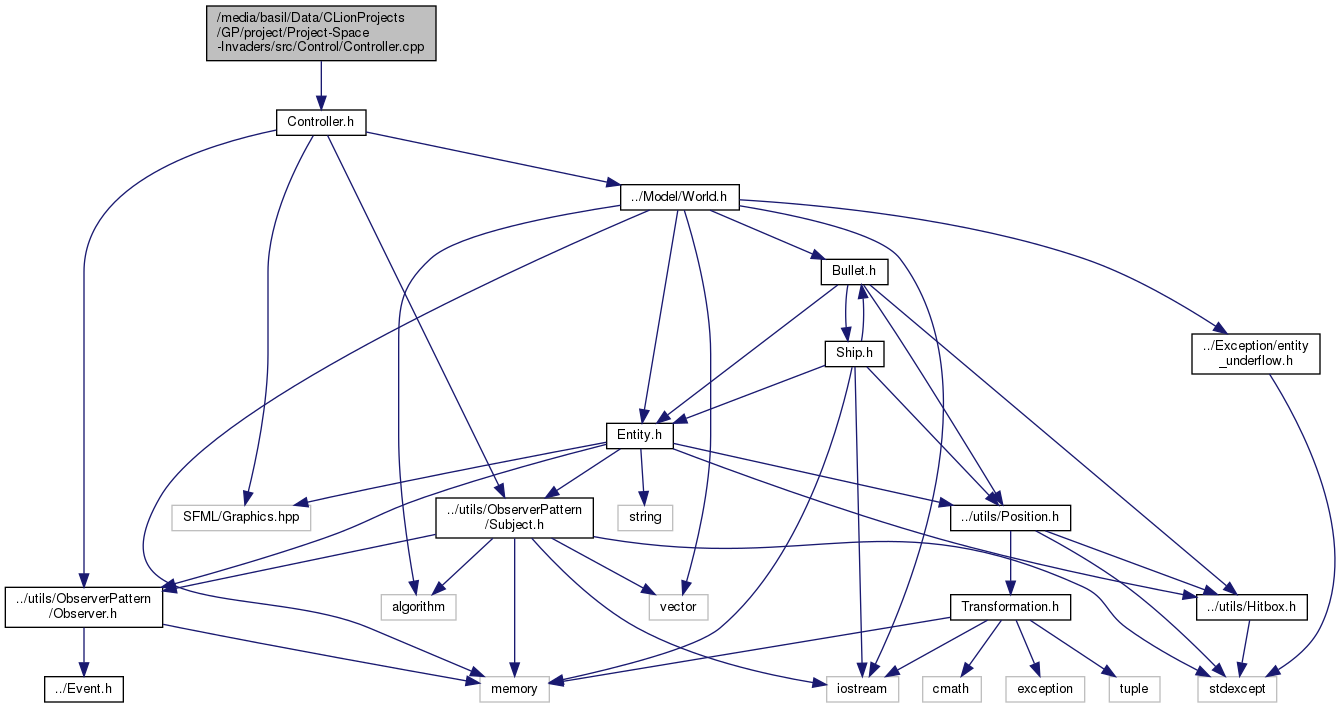 /media/basil/Data/CLionProjects
/GP/project/Project-Space
-Invaders/src/Control/Controller.cpp
Controller.h
../Model/World.h
Bullet.h
Ship.h
../Exception/entity
_underflow.h
Entity.h
SFML/Graphics.hpp
../utils/ObserverPattern
/Subject.h
string
../utils/Position.h
../utils/ObserverPattern
/Observer.h
algorithm
vector
Transformation.h
../utils/Hitbox.h
../Event.h
memory
iostream
cmath
exception
tuple
stdexcept